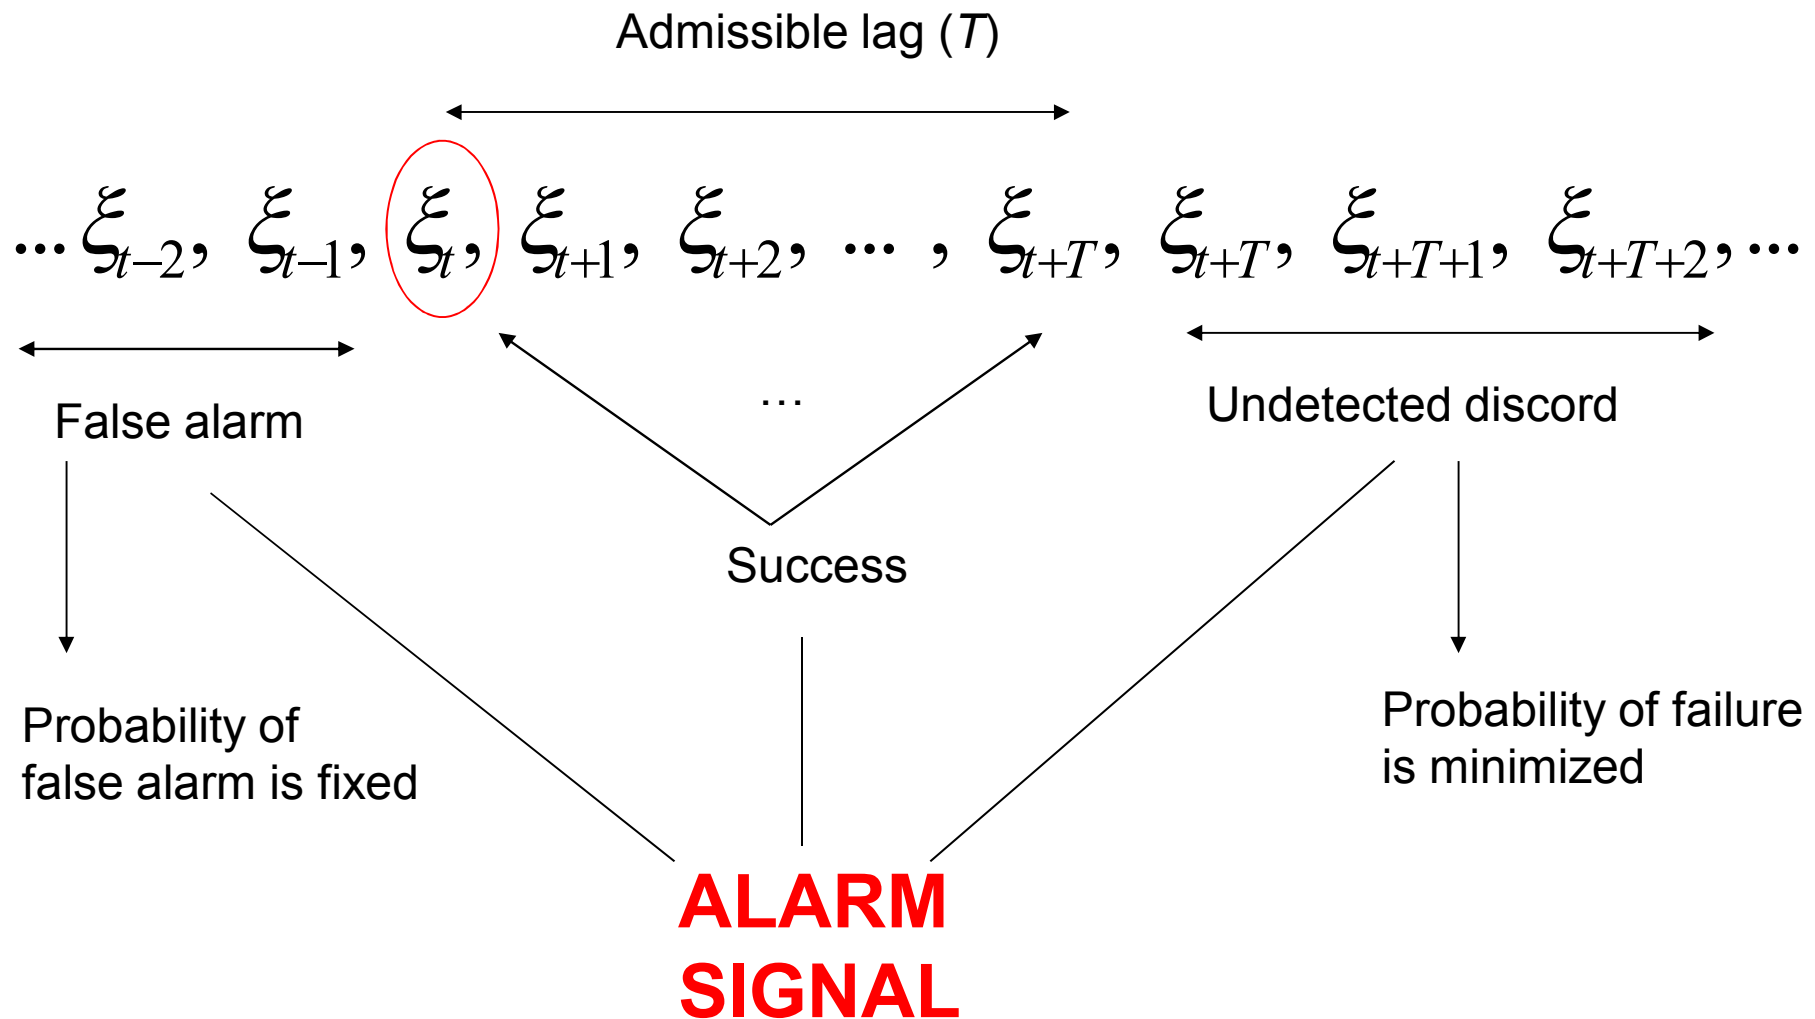 Admissible lag (T)
... ξt−2, ξt−1, ξt, ξt+1, ξt+2, ... , ξt+T, ξt+T, ξt+T+1, ξt+T+2, ...
...
False alarm
Undetected discord
Success
Probability of
false alarm is fixed
Probability of failure
is minimized
ALARM
SIGNAL